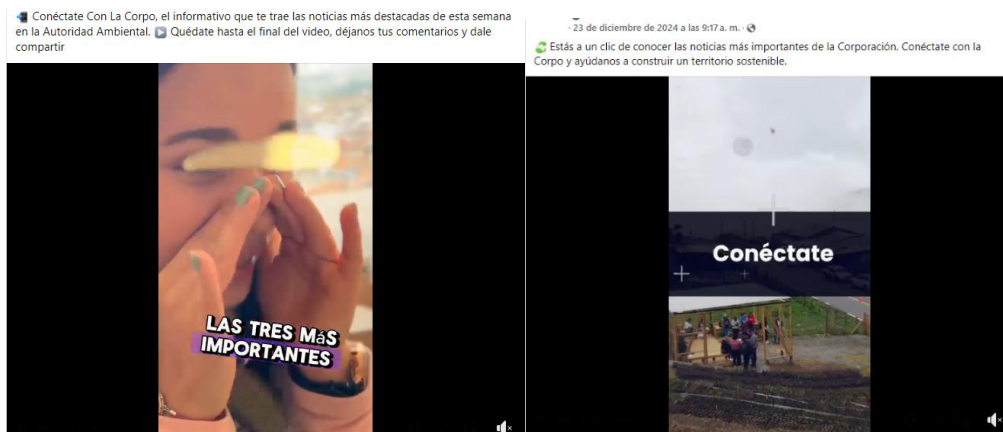 Conéctate Con La Corpo, el informativo que te trae las noticias más destacadas de esta semana
en la Autoridad Ambiental. Quédate hasta el final del video, déjanos tus comentarios y dale
compartir
LAS TRES MáS
IMPORTANTES
· 23 de diciembre de 2024 a las 9:17 a. m. ·
Estás a un clic de conocer las noticias más importantes de la Corporación. Conéctate con la
Corpo y ayúdanos a construir un territorio sostenible.
Conéctate